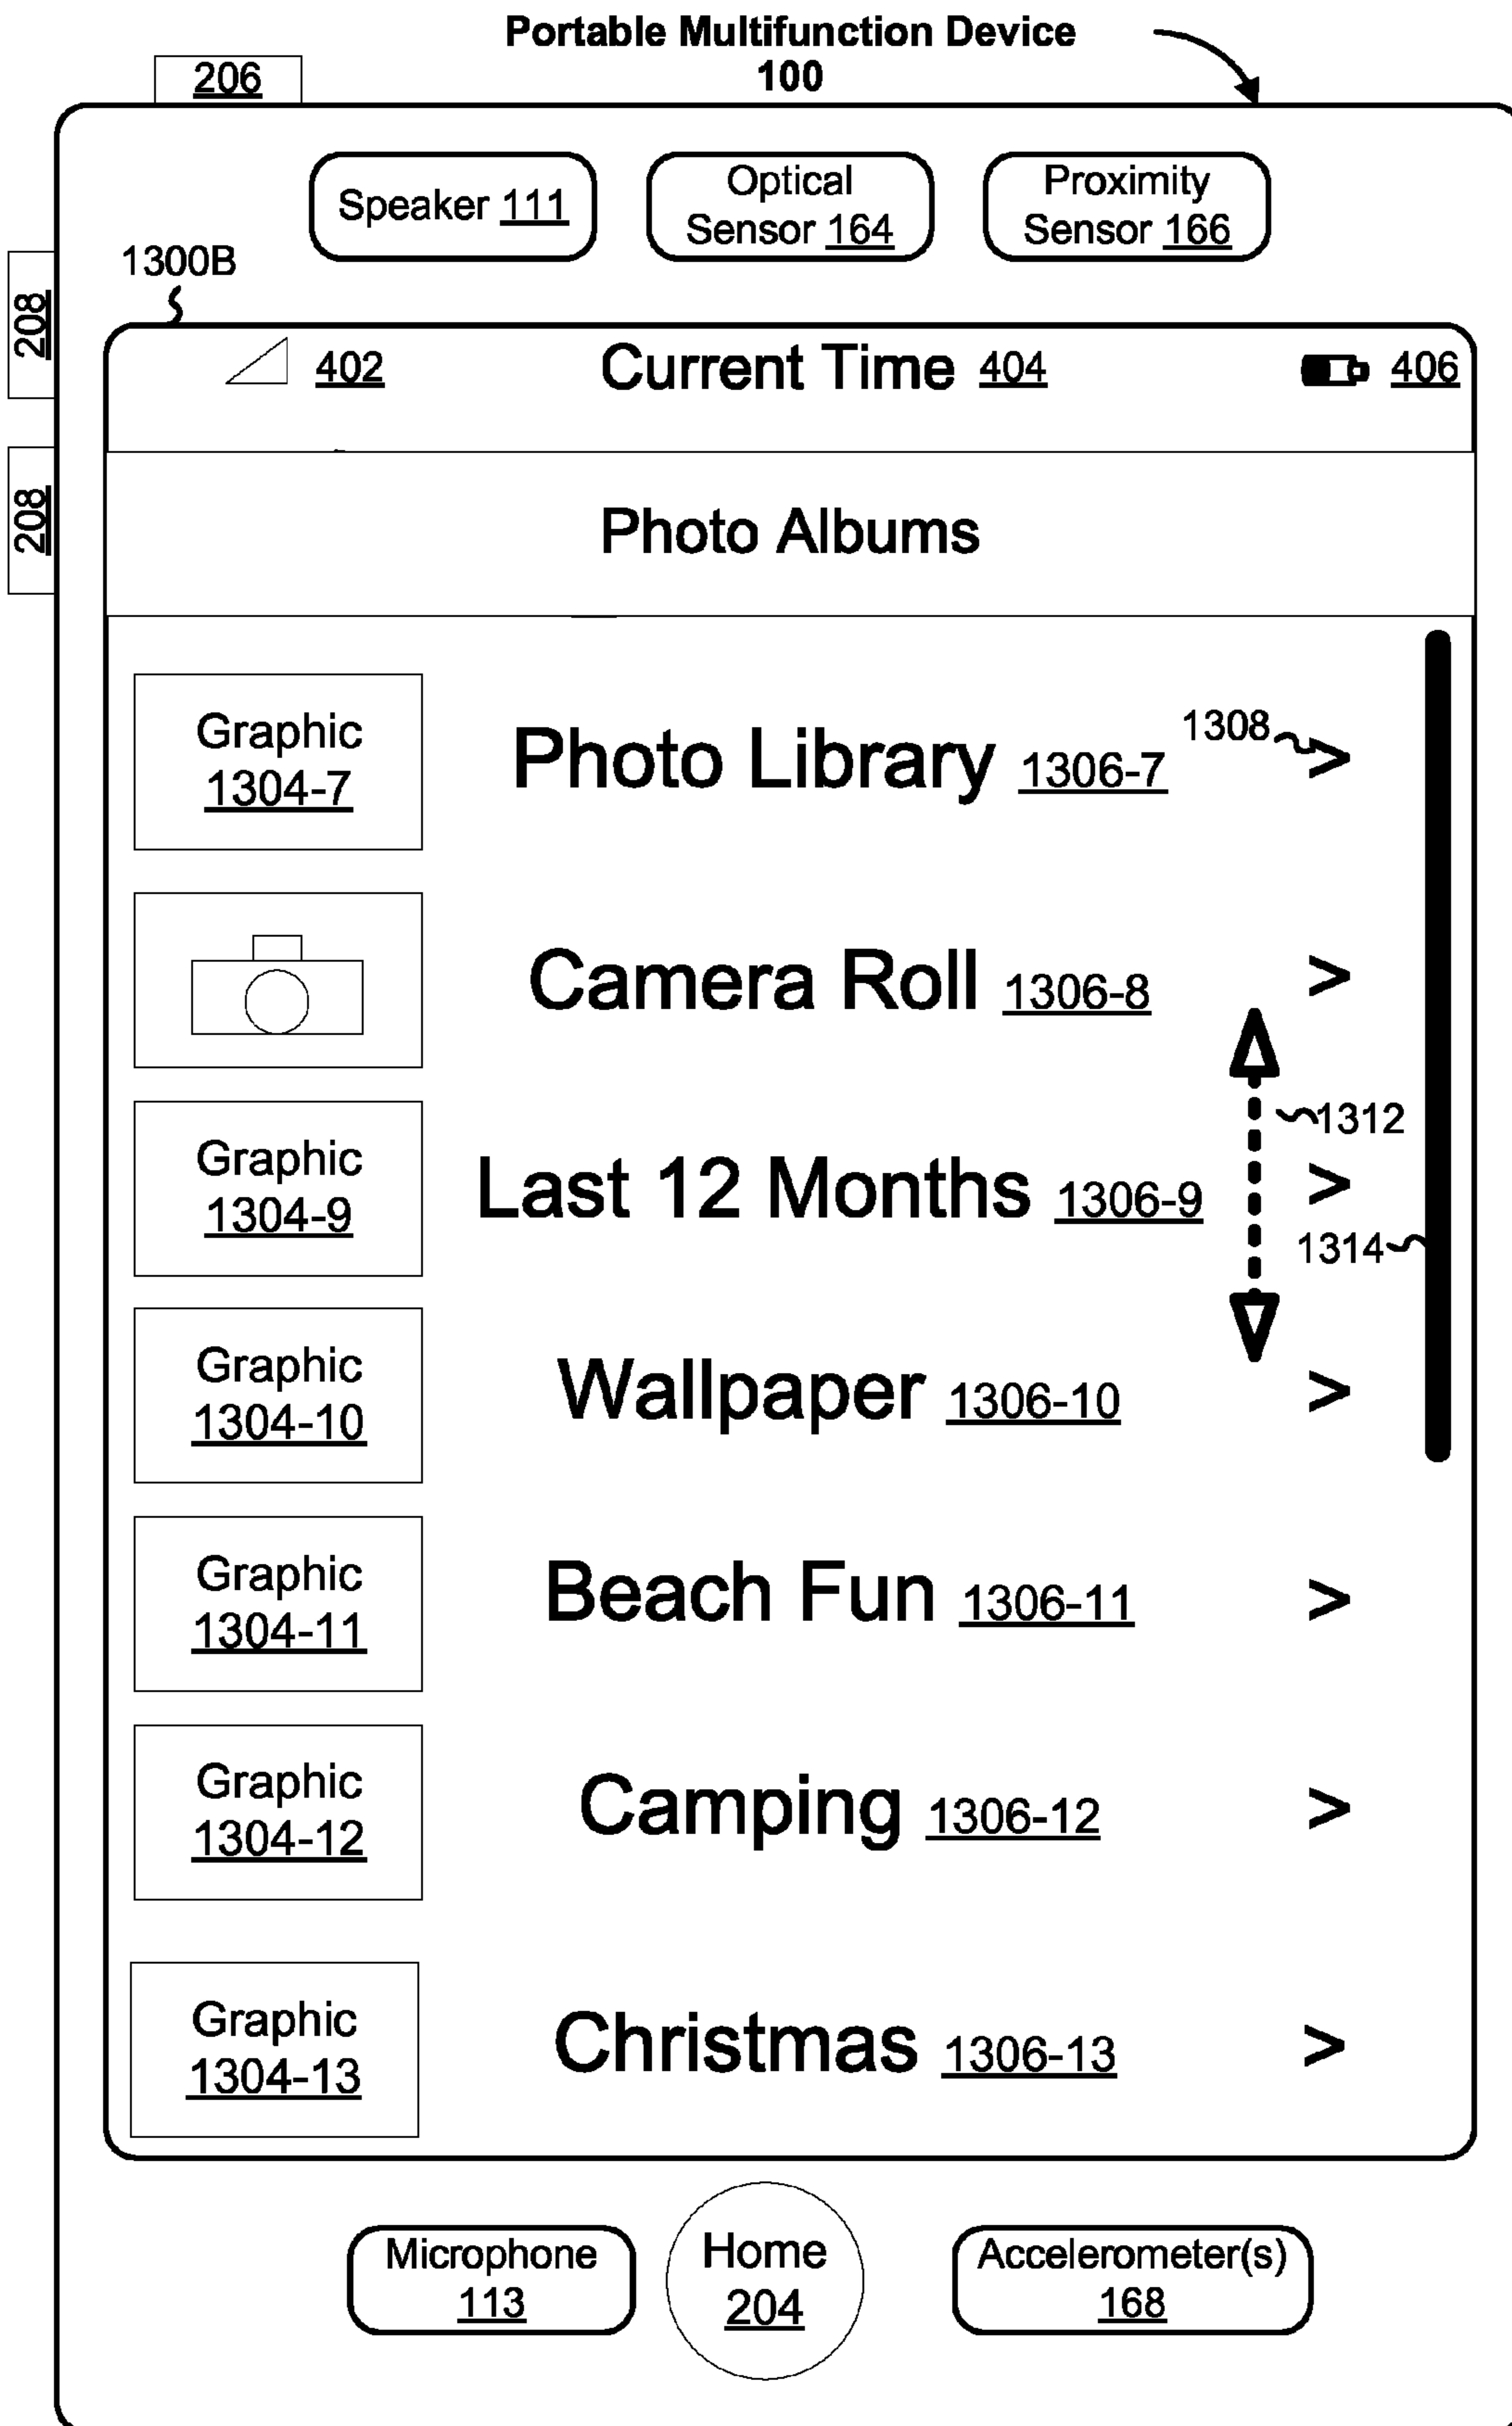 Portable Multifunction Device
100
206
Speaker 111
Optical
Sensor 164
Proximity
Sensor 166
1300B
208
208
402
Current Time 404
406
Photo Albums
Graphic
1304-7
Photo Library 1306-7
1308
>
Camera Roll 1306-8
>
1312
Graphic
1304-9
Last 12 Months 1306-9
>
1314
Graphic
1304-10
Wallpaper 1306-10
>
Graphic
1304-11
Beach Fun 1306-11
>
Graphic
1304-12
Camping 1306-12
>
Graphic
1304-13
Christmas 1306-13
>
Microphone
113
Home
204
Accelerometer(s)
168